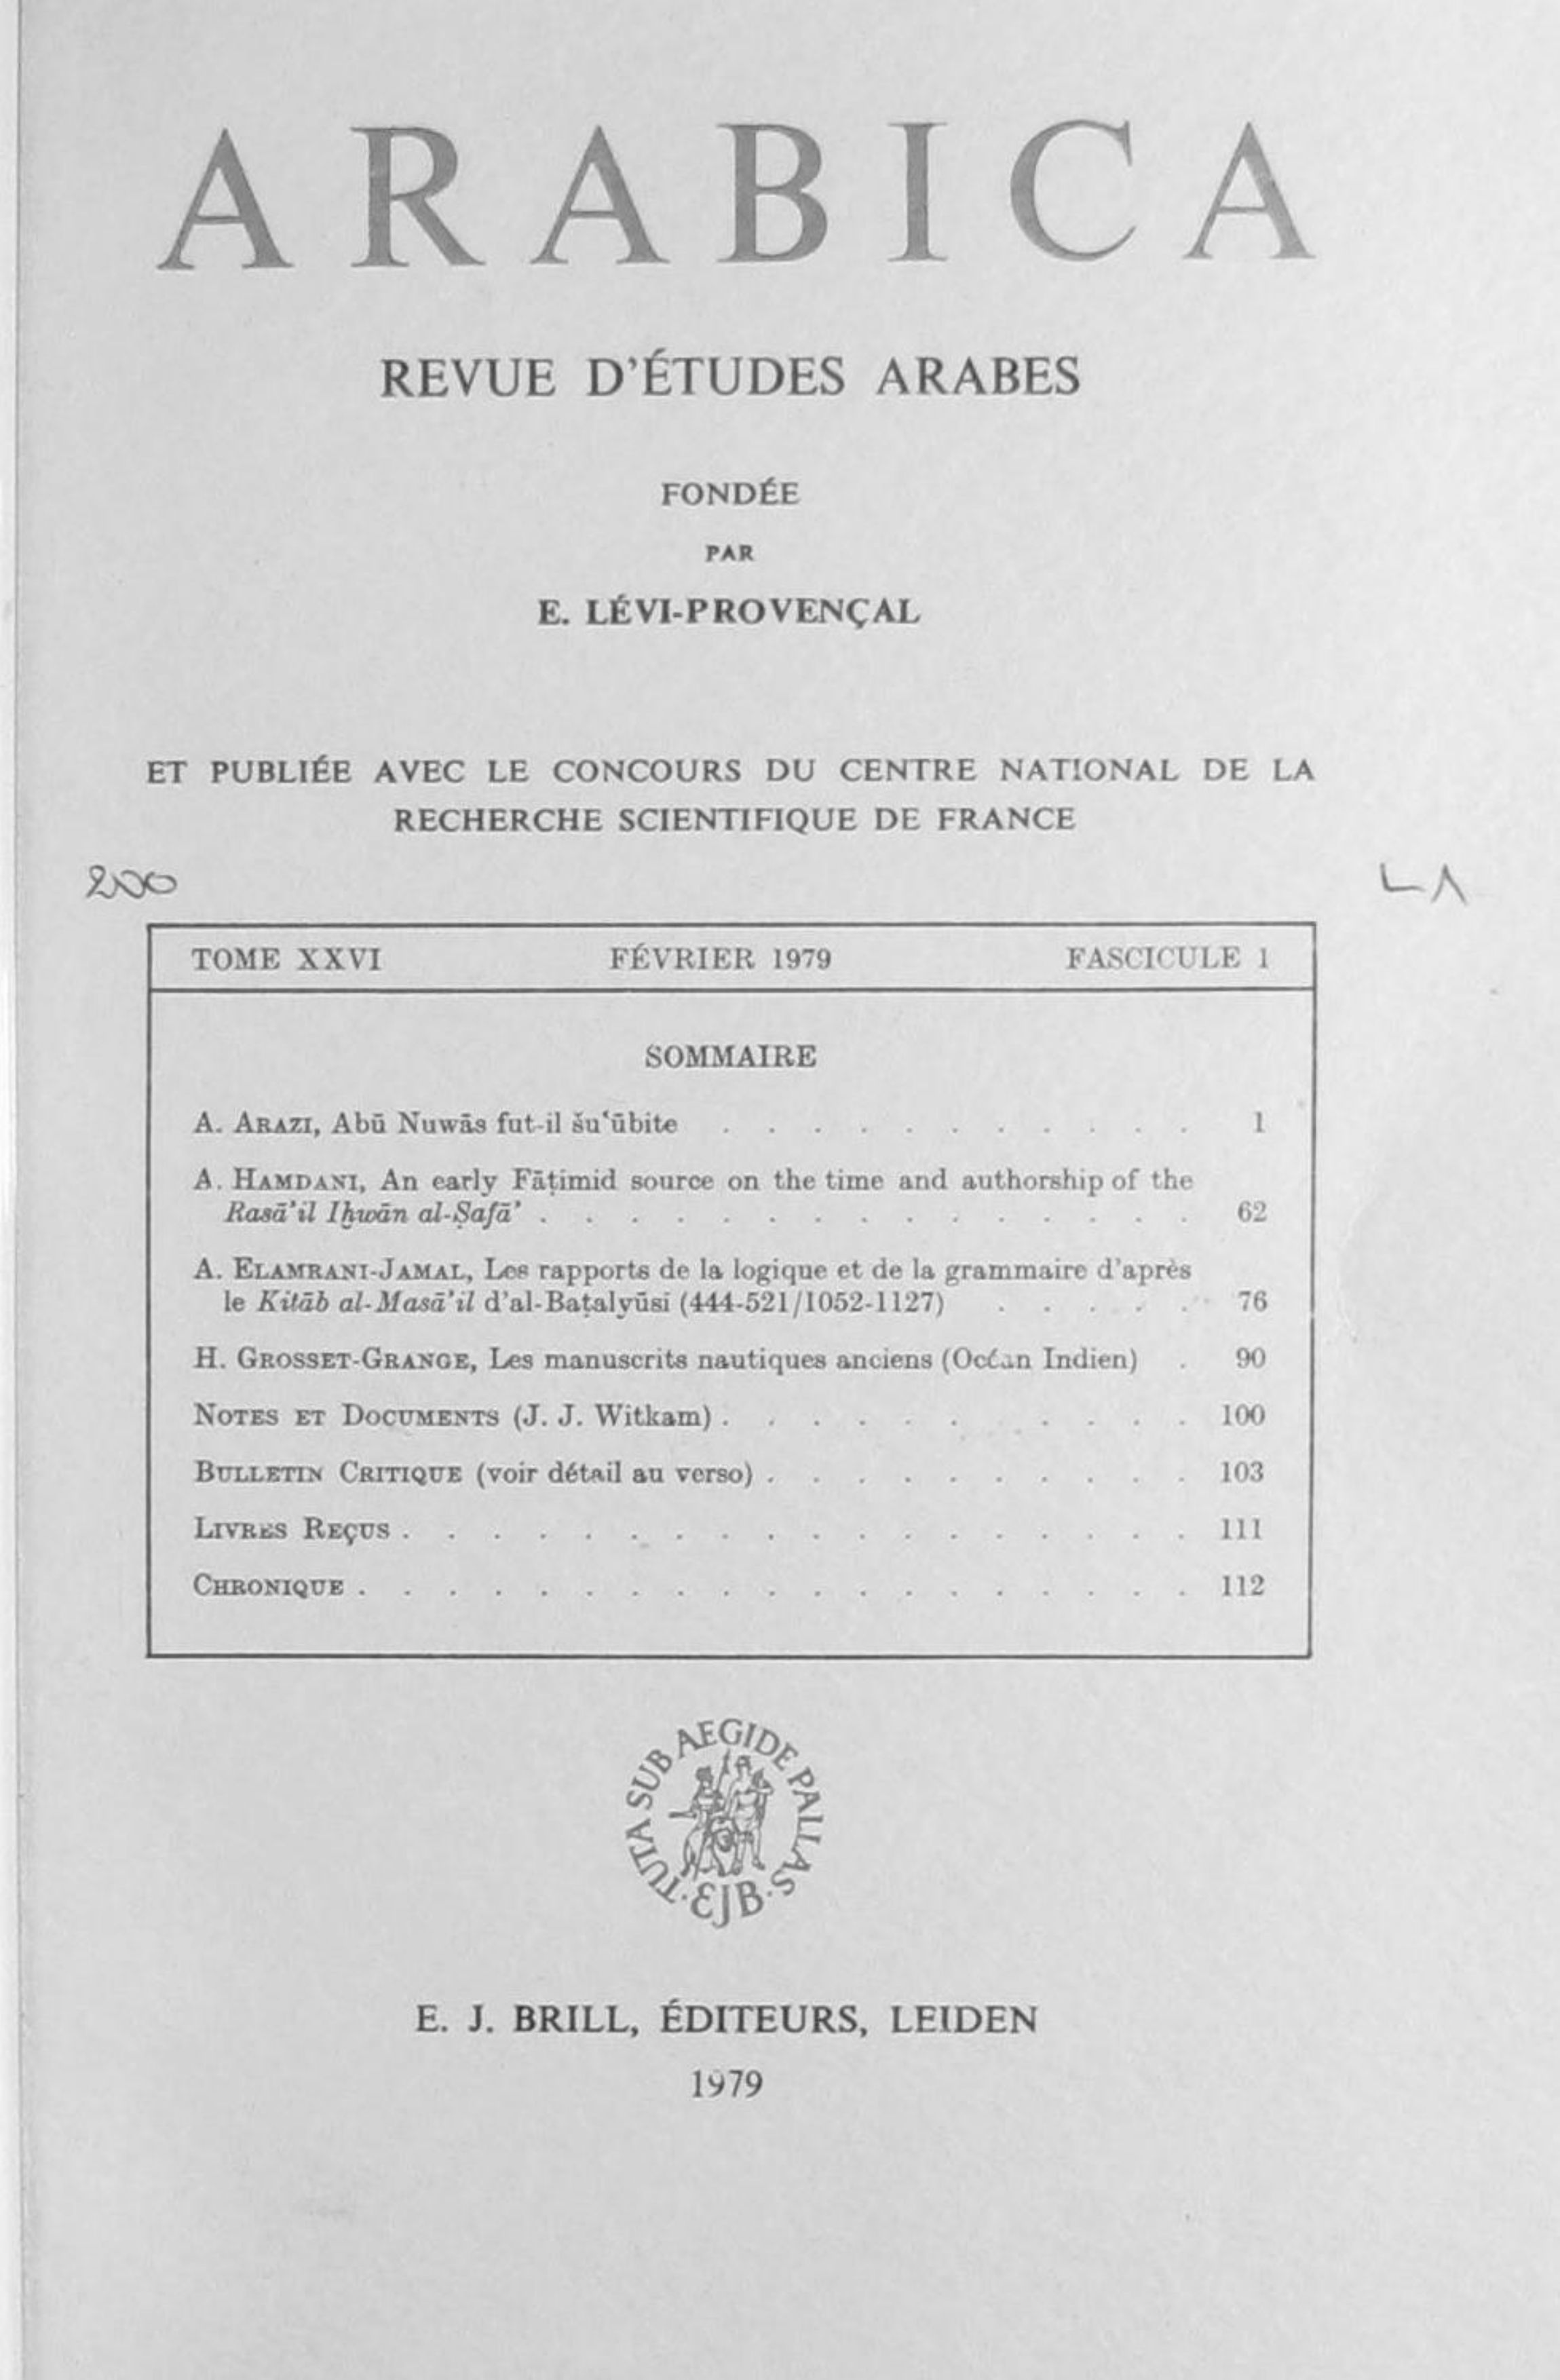 ARABICA
REVUE D'ÉTUDES ARABES
FONDÉE
PAR
E. LÉVI-PROVENÇAL
ET PUBLIÉE AVEC LE CONCOURS DU CENTRE NATIONAL DE LA
RECHERCHE SCIENTIFIQUE DE FRANCE
200
TOME XXVI FÉVRIER 1979 FASCICULE 1
SOMMAIRE
A. ARAZI, Abū Nuwās fut-il šu‘ūbite . . . . . . . . . . . 1
A. HAMDANI, An early Fāṭimid source on the time and authorship of the
Rasā’il Iḫwān al-Ṣafā’ . . . . . . . . . . . . . . . 62
A. ELAMRANI-JAMAL, Les rapports de la logique et de la grammaire d'après
le Kitāb al-Masā’il d'al-Baṭalyūsī (444-521/1052-1127) . . . . . 76
H. GROSSET-GRANGE, Les manuscrits nautiques anciens (Océan Indien) . 90
NOTES ET DOCUMENTS (J. J. Witkam) . . . . . . . . . . . 100
BULLETIN CRITIQUE (voir détail au verso) . . . . . . . . . . 103
LIVRES REÇUS . . . . . . . . . . . . . . . . . . 111
CHRONIQUE . . . . . . . . . . . . . . . . . . . 112
TUTA SUB AEGIDE PALLAS
EJB
E. J. BRILL, ÉDITEURS, LEIDEN
1979